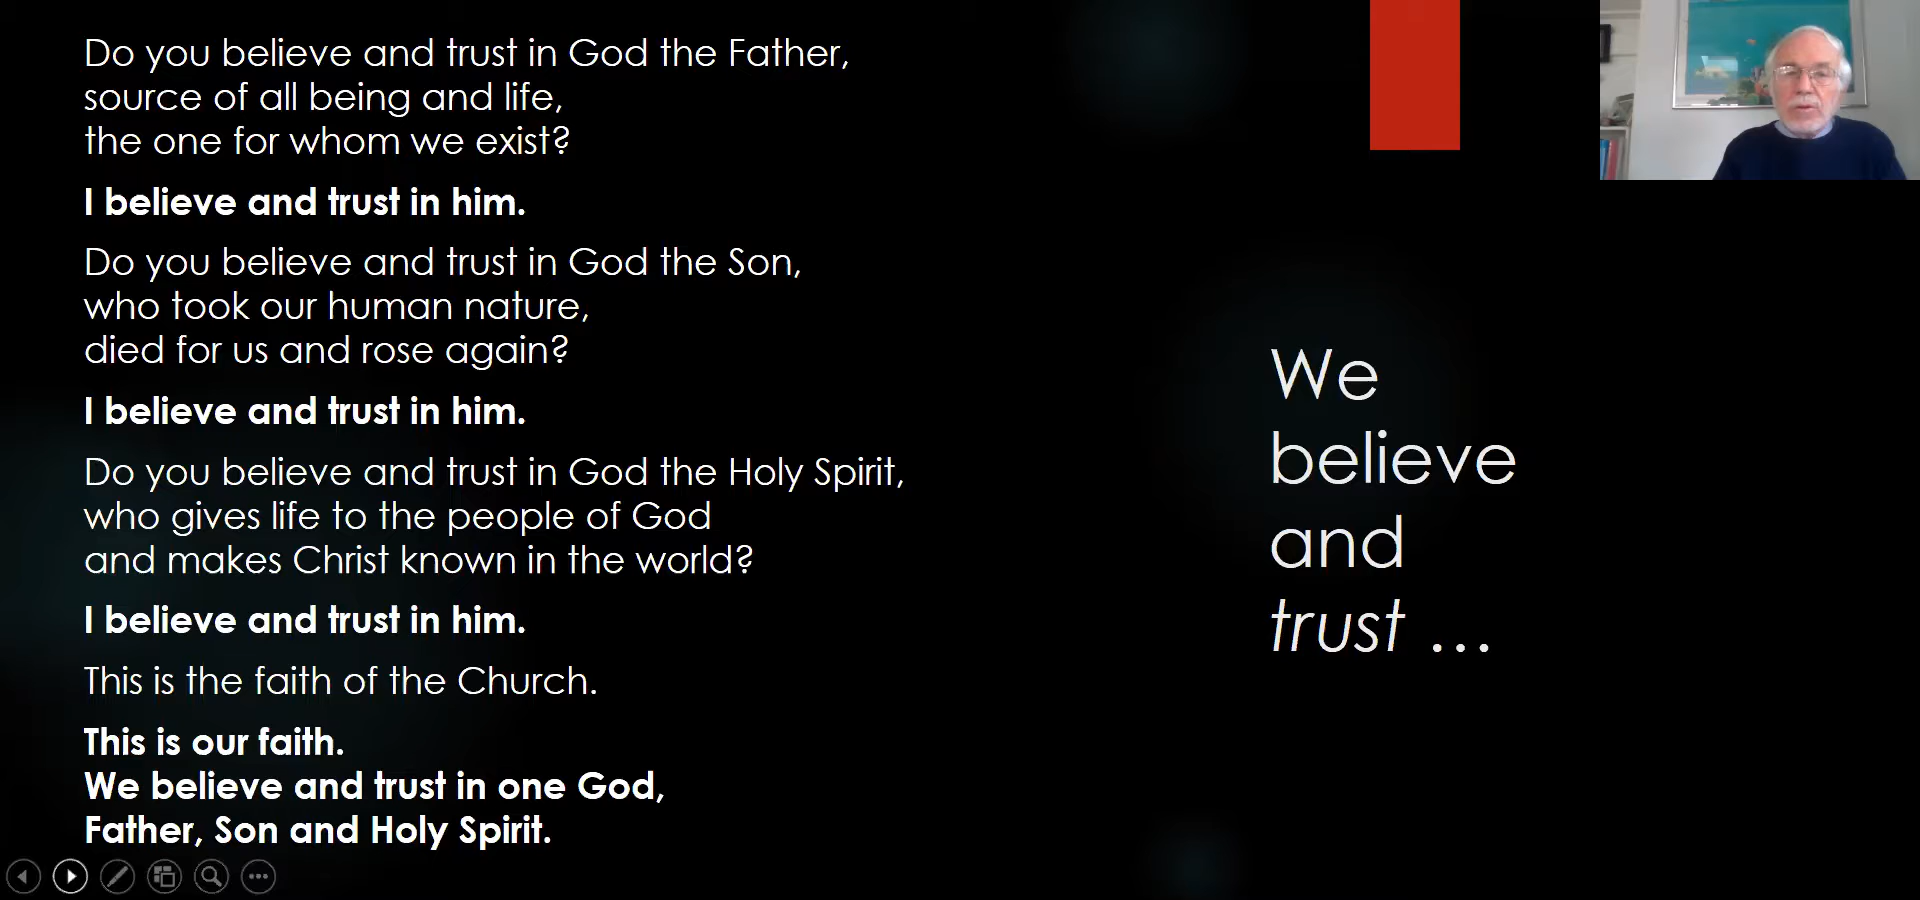 Do you believe and trust in God the Father,
source of all being and life,
the one for whom we exist?
I believe and trust in him.
Do you believe and trust in God the Son,
who took our human nature,
died for us and rose again?
I believe and trust in him.
Do you believe and trust in God the Holy Spirit,
who gives life to the people of God
and makes Christ known in the world?
I believe and trust in him.
This is the faith of the Church.
This is our faith.
We believe and trust in one God,
Father, Son and Holy Spirit.
We
believe
and
trust ...